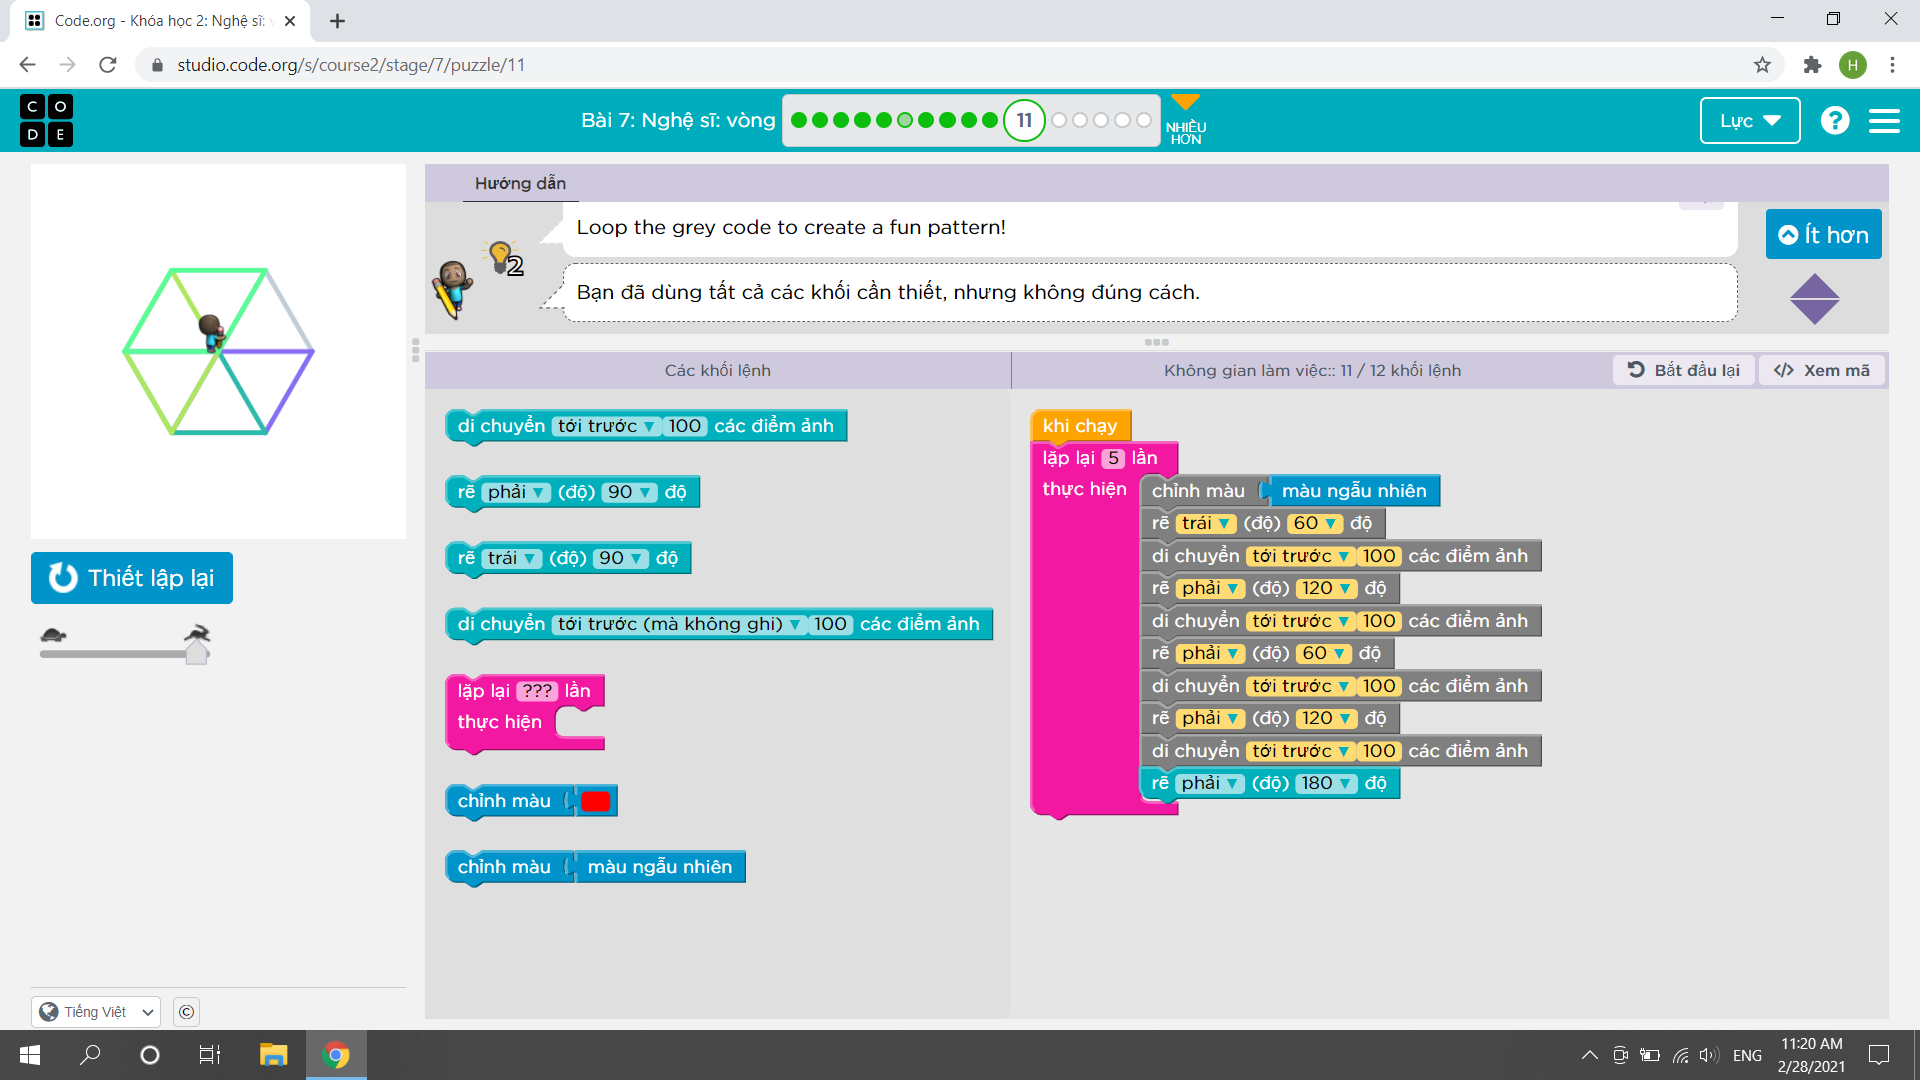 Code.org - Khóa học 2: Nghệ sĩ:
studio.code.org/s/course2/stage/7/puzzle/11
H
C O
D E
Bài 7: Nghệ sĩ: vòng
11
NHIỀU
HƠN
Lực
?
Hướng dẫn
Loop the grey code to create a fun pattern!
2
Bạn đã dùng tất cả các khối cần thiết, nhưng không đúng cách.
Ít hơn
Các khối lệnh
Không gian làm việc:: 11 / 12 khối lệnh
Bắt đầu lại
</> Xem mã
di chuyển tới trước 100 các điểm ảnh
rẽ phải (độ) 90 độ
rẽ trái (độ) 90 độ
di chuyển tới trước (mà không ghi) 100 các điểm ảnh
lặp lại ??? lần
thực hiện
chỉnh màu
chỉnh màu màu ngẫu nhiên
khi chạy
lặp lại 5 lần
thực hiện
chỉnh màu màu ngẫu nhiên
rẽ trái (độ) 60 độ
di chuyển tới trước 100 các điểm ảnh
rẽ phải (độ) 120 độ
di chuyển tới trước 100 các điểm ảnh
rẽ phải (độ) 60 độ
di chuyển tới trước 100 các điểm ảnh
rẽ phải (độ) 120 độ
di chuyển tới trước 100 các điểm ảnh
rẽ phải (độ) 180 độ
Thiết lập lại
Tiếng Việt
©
ENG
11:20 AM
2/28/2021